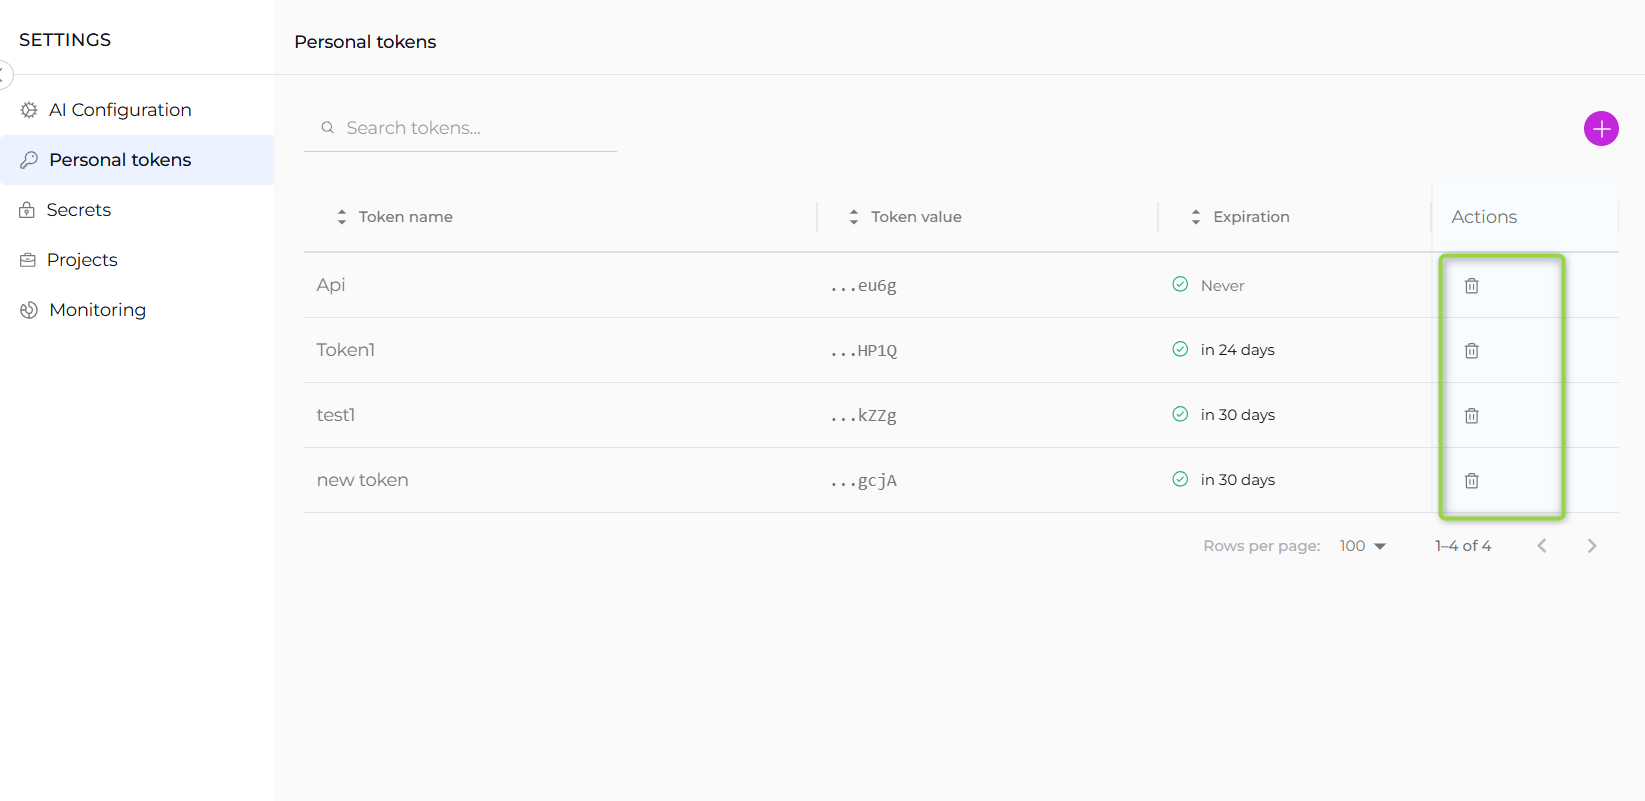 SETTINGS
Personal tokens
AI Configuration
Personal tokens
Secrets
Projects
Monitoring
Search tokens...
Token name Token value Expiration Actions
Api ...eu6g Never
Token1 ...HP1Q in 24 days
test1 ...kZZg in 30 days
new token ...gcjA in 30 days
Rows per page: 100 1–4 of 4